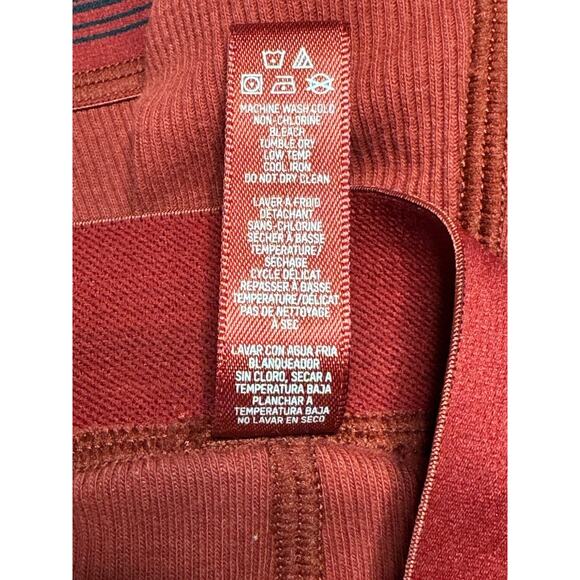 MACHINE WASH COLD
NON-CHLORINE
BLEACH
TUMBLE DRY
LOW TEMP
COOL IRON
DO NOT DRY CLEAN
LAVER À FROID
DÉTACHANT
SANS-CHLORINE
SÉCHER À BASSE
TEMPÉRATURE/
SÉCHAGE
CYCLE DÉLICAT
REPASSER À BASSE
TEMPÉRATURE/DÉLICAT
PAS DE NETTOYAGE
À SEC
LAVAR CON AGUA FRIA
BLANQUEADOR
SIN CLORO, SECAR A
TEMPERATURA BAJA
PLANCHAR A
TEMPERATURA BAJA
NO LAVAR EN SECO